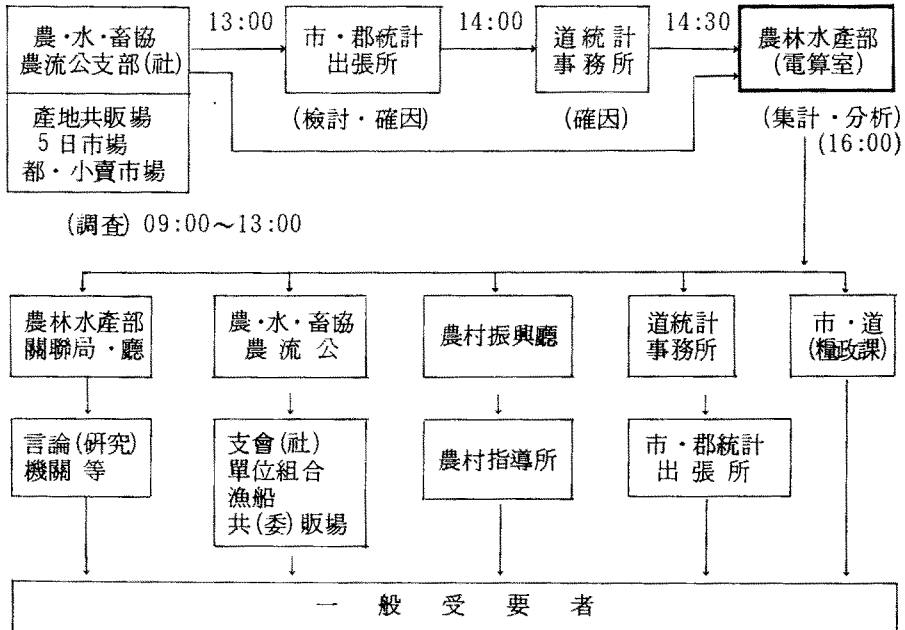 農·水·畜協
農流公支部(社)
產地共販場
5日市場
都·小賣市場
13:00
市·郡統計
出張所
(檢討·確因)
14:00
道統計
事務所
(確因)
14:30
農林水產部
(電算室)
(集計·分析)
(16:00)
(調査) 09:00~13:00
農林水產部
關聯局·廳
農·水·畜協
農流公
農村振興廳
道統計
事務所
市·道
(糧政課)
言論(研究)
機關 等
支會(社)
單位組合
漁船
共(委)販場
農村指導所
市·郡統計
出張所
一般受要者